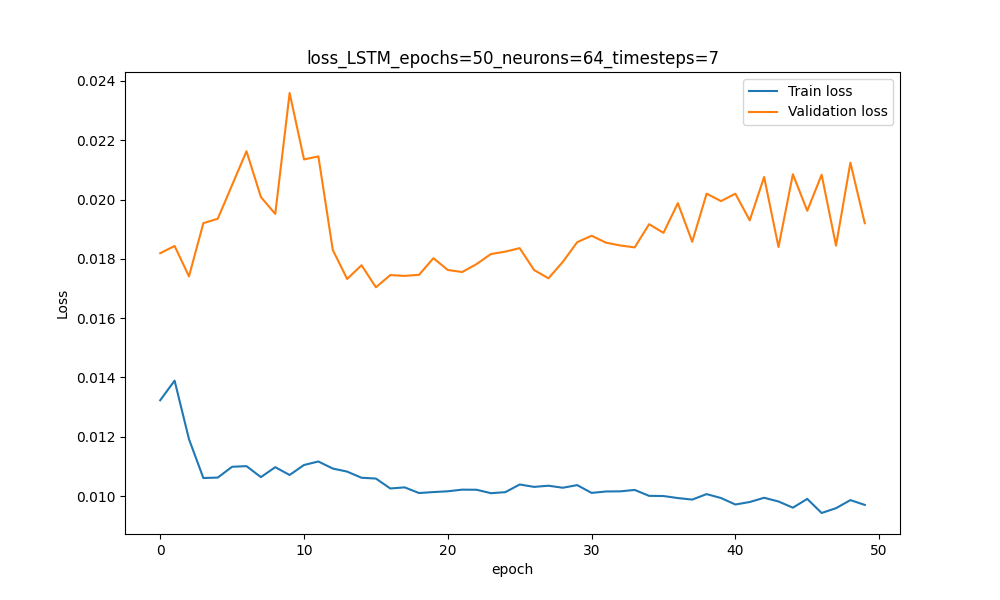 loss_LSTM_epochs=50_neurons=64_timesteps=7
Train loss
Validation loss
0.024
0.022
0.020
0.018
0.016
0.014
0.012
0.010
Loss
0
10
20
30
40
50
epoch